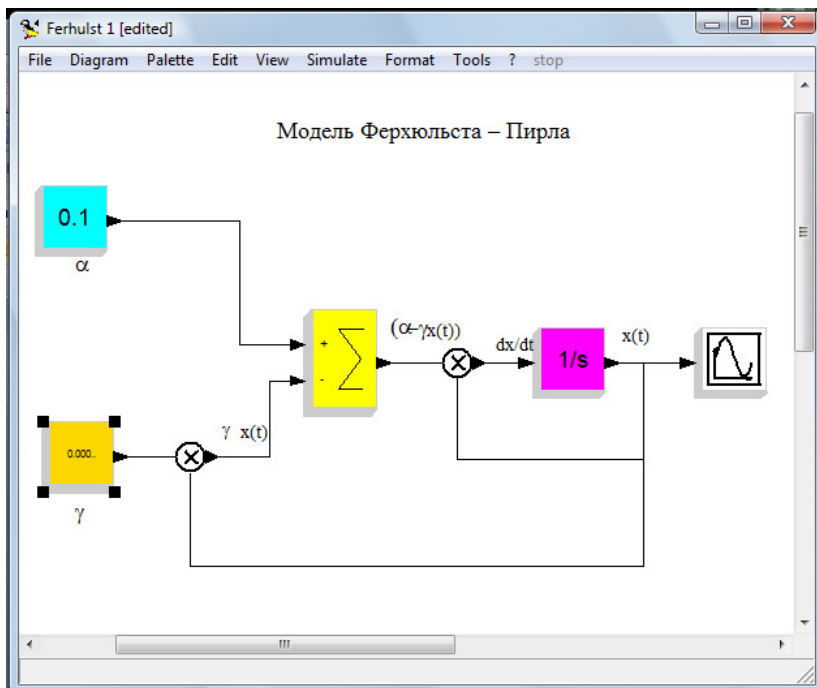 Ferhulst 1 [edited]
File Diagram Palette Edit View Simulate Format Tools ? stop
Модель Ферхюльста – Пирла
0.1
α
+
-
(α-γx(t))
dx/dt
1/s
x(t)
γ x(t)
0.000..
γ